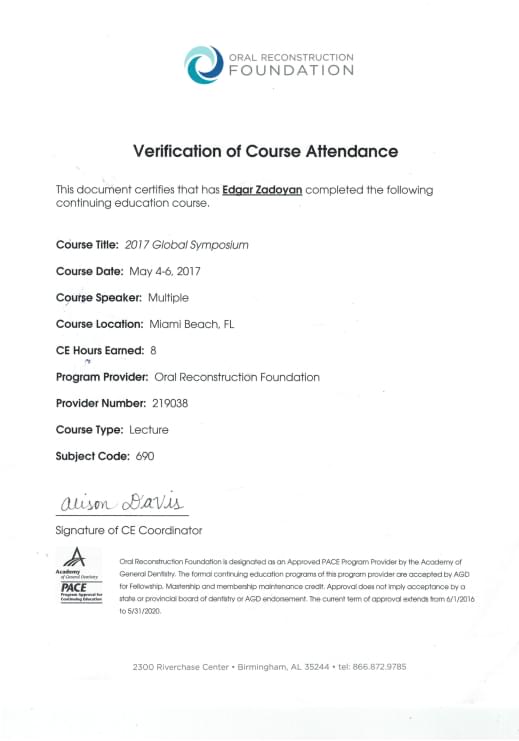 ORAL RECONSTRUCTION
FOUNDATION
Verification of Course Attendance
This document certifies that has Edgar Zadoyan completed the following
continuing education course.
Course Title: 2017 Global Symposium
Course Date: May 4-6, 2017
Course Speaker: Multiple
Course Location: Miami Beach, FL
CE Hours Earned: 8
Program Provider: Oral Reconstruction Foundation
Provider Number: 219038
Course Type: Lecture
Subject Code: 690
alison Davis
Signature of CE Coordinator
Academy
of General Dentistry
PACE
Program Approval for
Continuing Education
Oral Reconstruction Foundation is designated as an Approved PACE Program Provider by the Academy of
General Dentistry. The formal continuing education programs of this program provider are accepted by AGD
for Fellowship, Mastership and membership maintenance credit. Approval does not imply acceptance by a
state or provincial board of dentistry or AGD endorsement. The current term of approval extends from 6/1/2016
to 5/31/2020.
2300 Riverchase Center • Birmingham, AL 35244 • tel: 866.872.9785